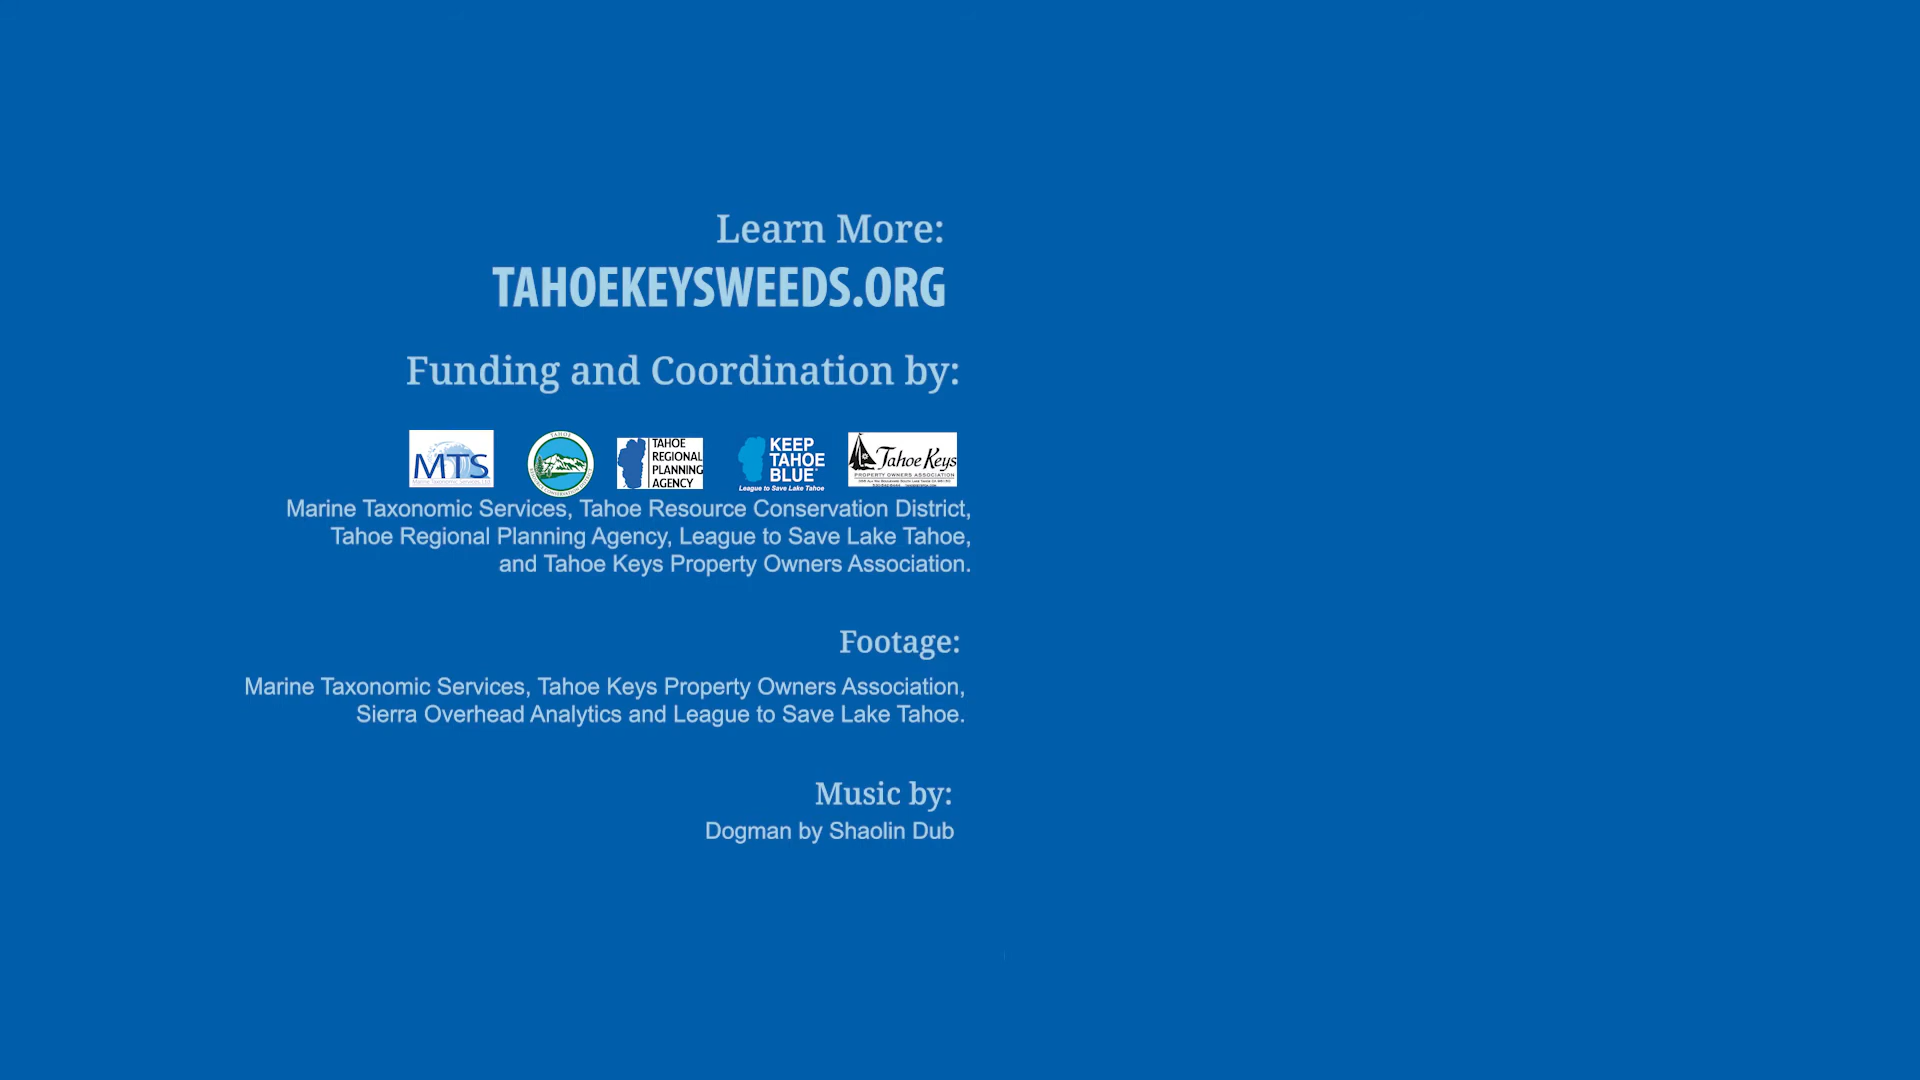 Learn More:
TAHOEKEYSWEEDS.ORG
Funding and Coordination by:
MTS
TAHOE
TAHOE
REGIONAL
PLANNING
AGENCY
KEEP
TAHOE
BLUE
League to Save Lake Tahoe
Tahoe Keys
PROPERTY OWNERS ASSOCIATION
Marine Taxonomic Services, Tahoe Resource Conservation District,
Tahoe Regional Planning Agency, League to Save Lake Tahoe,
and Tahoe Keys Property Owners Association.
Footage:
Marine Taxonomic Services, Tahoe Keys Property Owners Association,
Sierra Overhead Analytics and League to Save Lake Tahoe.
Music by:
Dogman by Shaolin Dub